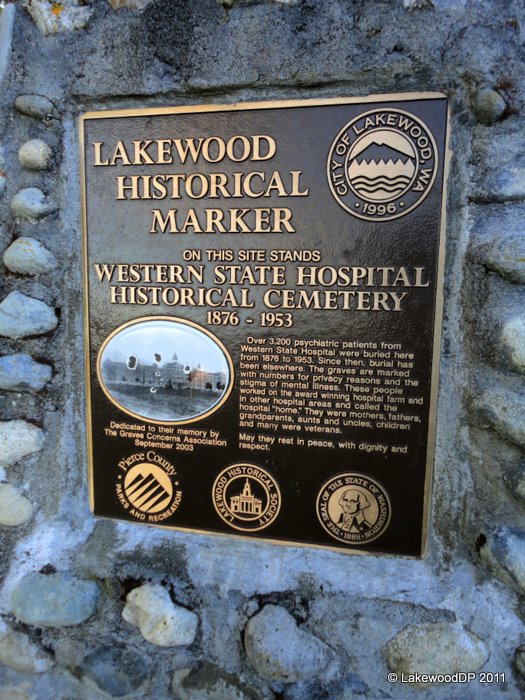 LAKEWOOD
HISTORICAL
MARKER
CITY OF LAKEWOOD, WA
• 1996 •
ON THIS SITE STANDS
WESTERN STATE HOSPITAL
HISTORICAL CEMETERY
1876 - 1953
Over 3,200 psychiatric patients from
Western State Hospital were buried here
from 1876 to 1953. Since then, burial has
been elsewhere. The graves are marked
with numbers for privacy reasons and the
stigma of mental illness. These people
worked on the award winning hospital farm and
in other hospital areas and called the
hospital "home." They were mothers, fathers,
grandparents, aunts and uncles, children
and many were veterans.
May they rest in peace, with dignity and
respect.
Dedicated to their memory by
The Graves Concerns Association
September 2003
Pierce County
PARKS AND RECREATION
LAKEWOOD HISTORICAL
SOCIETY
THE SEAL OF THE STATE OF WASHINGTON
• 1889 •
© LakewoodDP 2011